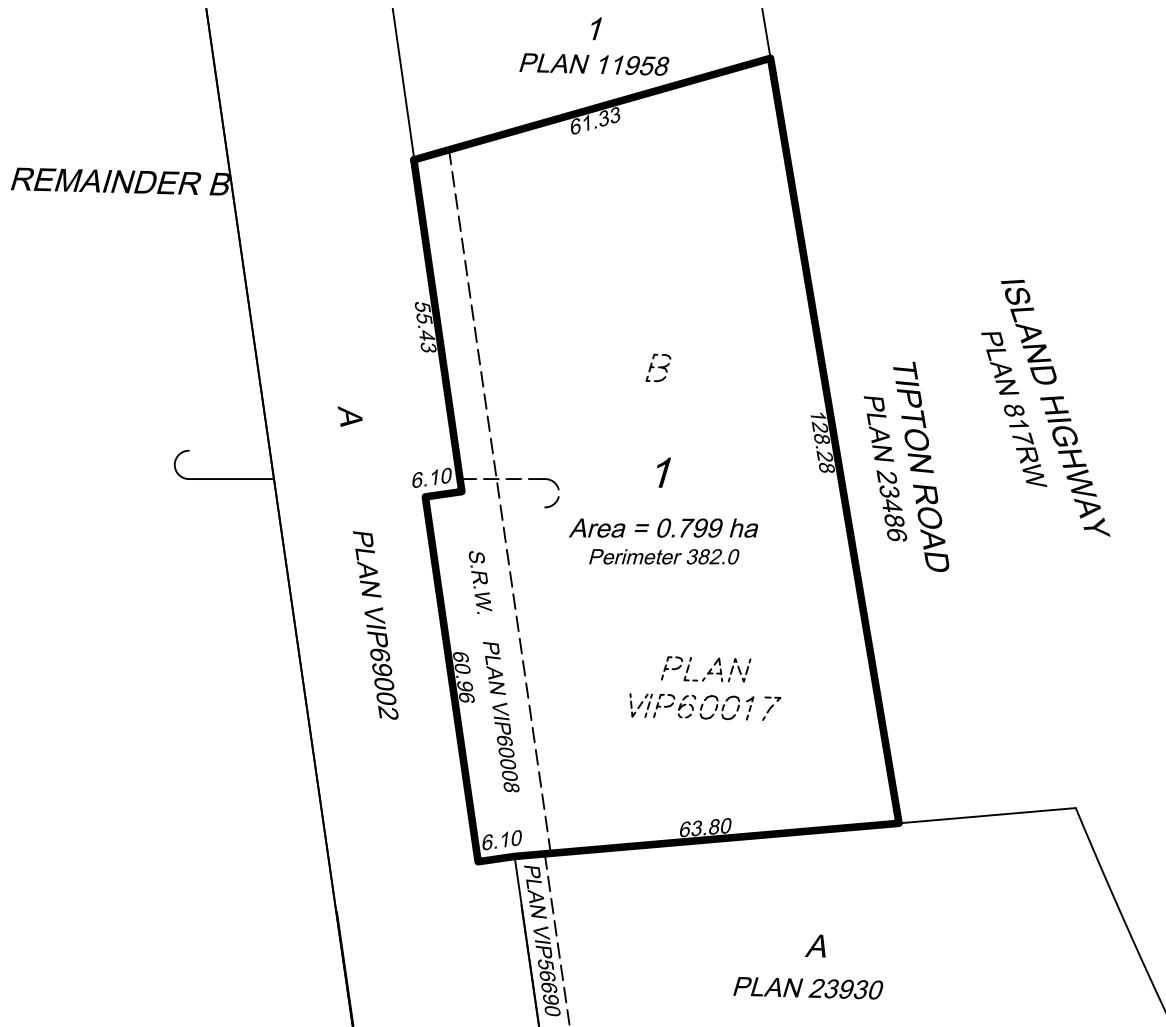 1
PLAN 11958
61.33
REMAINDER B
55.43
B
ISLAND HIGHWAY
PLAN 817RW
TIPTON ROAD
PLAN 23486
128.28
A
PLAN VIP69002
6.10
1
Area = 0.799 ha
Perimeter 382.0
S.R.W. PLAN VIP60008
60.96
PLAN
VIP60017
6.10
63.80
PLAN VIP56690
A
PLAN 23930